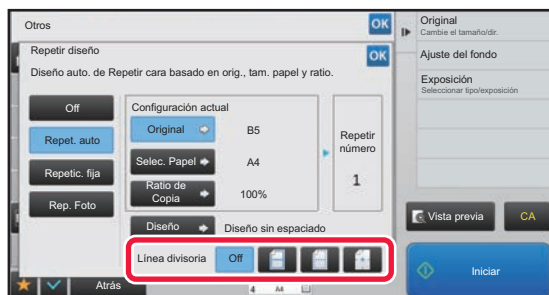 Otros
OK
Repetir diseño
OK
Diseño auto. de Repetir cara basado en orig., tam. papel y ratio.
Off
Repet. auto
Repetic. fija
Rep. Foto
Configuración actual
Original
B5
Selec. Papel
A4
Ratio de Copia
100%
Repetir número
1
Diseño
Diseño sin espaciado
Línea divisoria
Off
Atrás
4
A4
Original
Cambie el tamaño/dir.
Ajuste del fondo
Exposición
Seleccionar tipo/exposición
Vista previa
CA
Iniciar